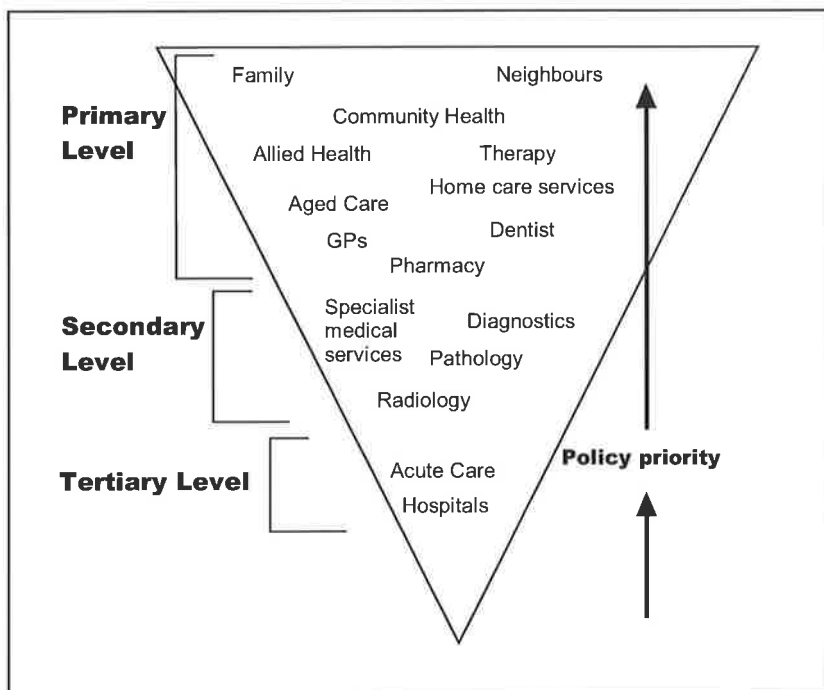 Family Neighbours
Primary
Level
Community Health
Allied Health Therapy
Home care services
Aged Care
Dentist
GPs
Pharmacy
Secondary
Level
Specialist
medical
services
Diagnostics
Pathology
Radiology
Tertiary Level
Acute Care
Hospitals
Policy priority